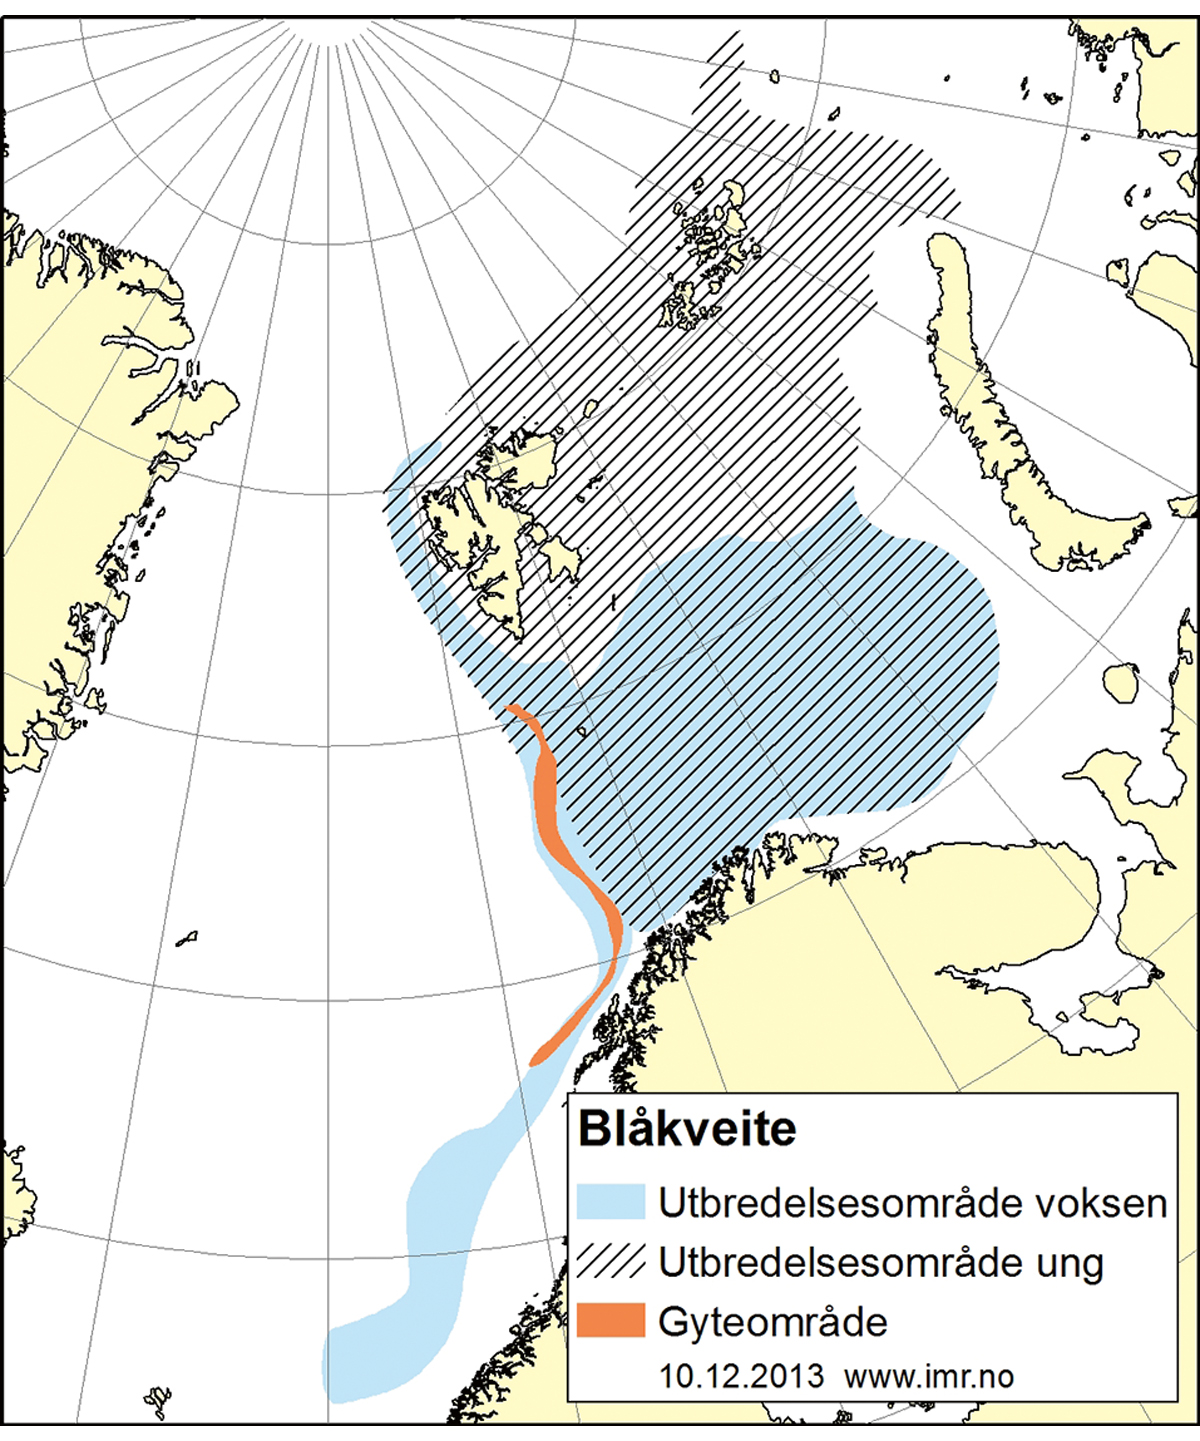 Blåkveite
Utbredelsesområde voksen
Utbredelsesområde ung
Gyteområde
10.12.2013 www.imr.no